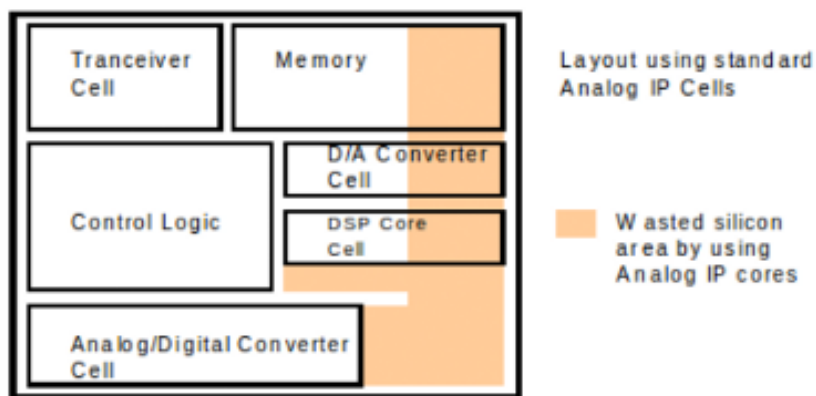 Tranceiver
Cell
Memory
Layout using standard
Analog IP Cells
D/A Converter
Cell
Control Logic
DSP Core
Cell
Wasted silicon
area by using
Analog IP cores
Analog/Digital Converter
Cell